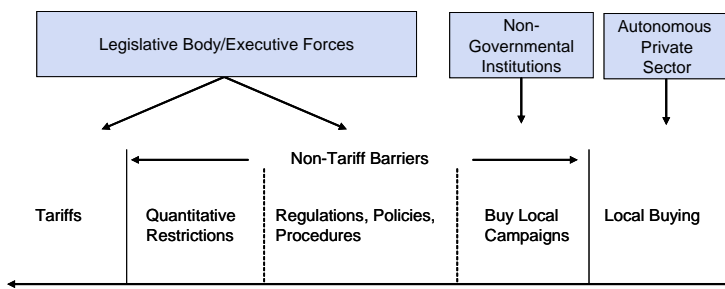 Legislative Body/Executive Forces
Non-
Governmental
Institutions
Autonomous
Private
Sector
Non-Tariff Barriers
Tariffs
Quantitative
Restrictions
Regulations, Policies,
Procedures
Buy Local
Campaigns
Local Buying